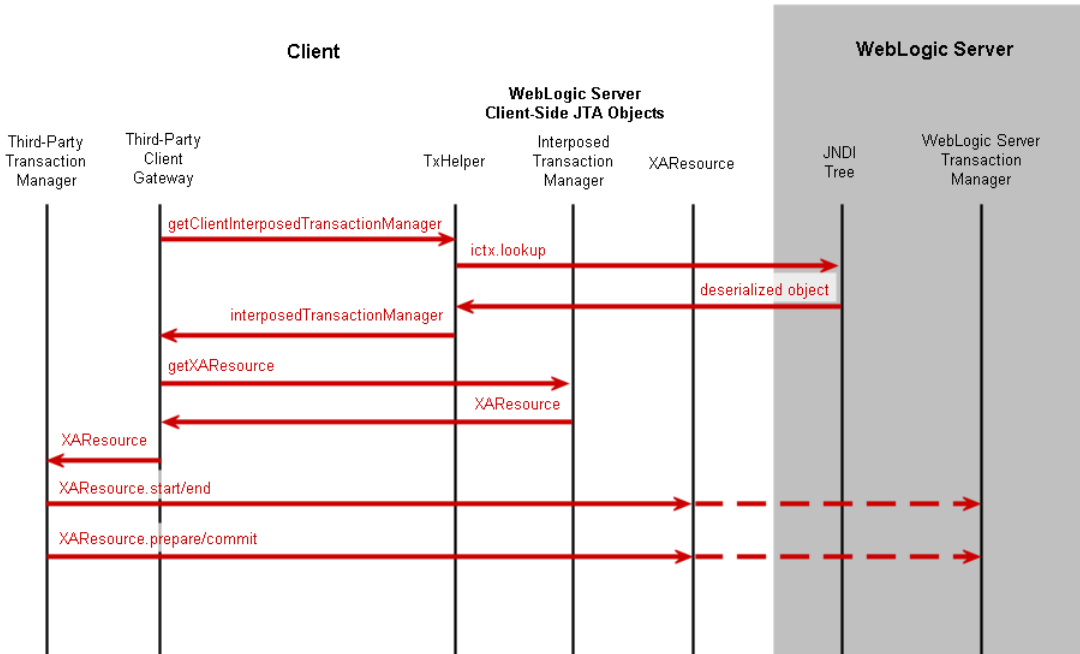 Client
WebLogic Server
WebLogic Server
Client-Side JTA Objects
Third-Party
Transaction
Manager
Third-Party
Client
Gateway
TxHelper
Interposed
Transaction
Manager
XAResource
JNDI
Tree
WebLogic Server
Transaction
Manager
getClientInterposedTransactionManager
ictx.lookup
deserialized object
interposedTransactionManager
getXAResource
XAResource
XAResource
XAResource.start/end
XAResource.prepare/commit